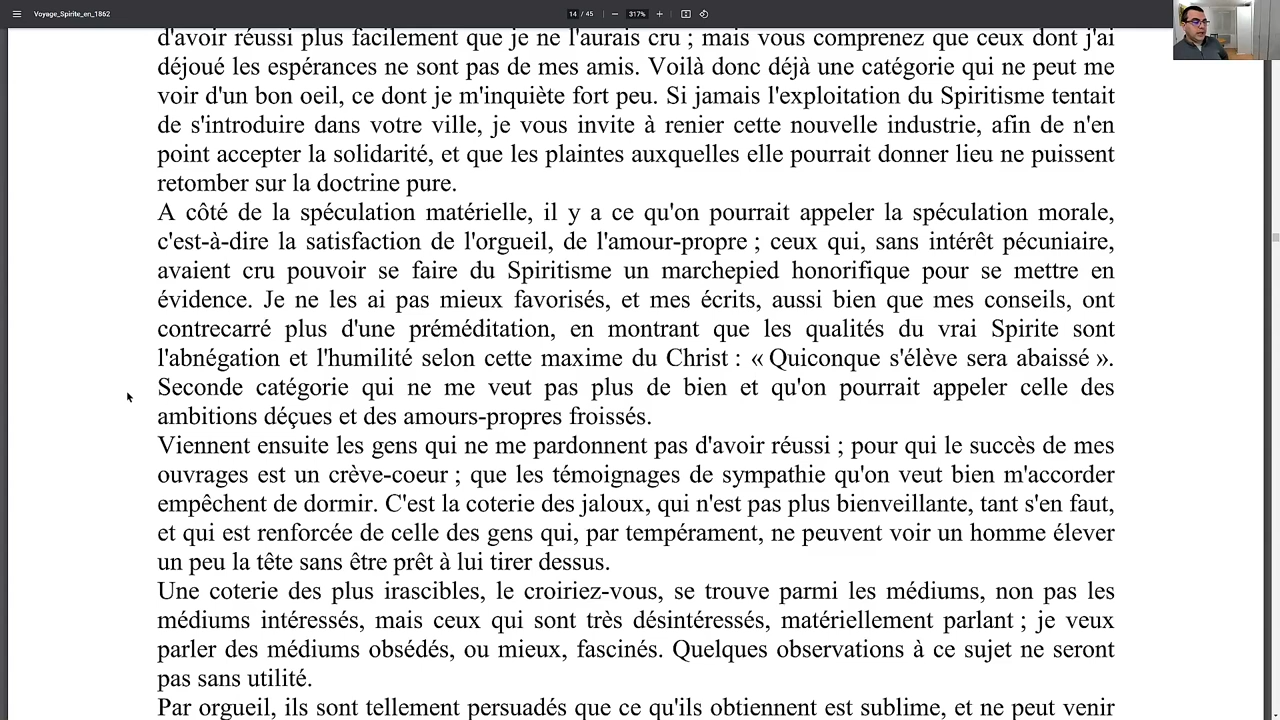 Voyage_Spirite_en_1862
14 / 45
317%
d'avoir réussi plus facilement que je ne l'aurais cru ; mais vous comprenez que ceux dont j'ai
déjoué les espérances ne sont pas de mes amis. Voilà donc déjà une catégorie qui ne peut me
voir d'un bon oeil, ce dont je m'inquiète fort peu. Si jamais l'exploitation du Spiritisme tentait
de s'introduire dans votre ville, je vous invite à renier cette nouvelle industrie, afin de n'en
point accepter la solidarité, et que les plaintes auxquelles elle pourrait donner lieu ne puissent
retomber sur la doctrine pure.
A côté de la spéculation matérielle, il y a ce qu'on pourrait appeler la spéculation morale,
c'est-à-dire la satisfaction de l'orgueil, de l'amour-propre ; ceux qui, sans intérêt pécuniaire,
avaient cru pouvoir se faire du Spiritisme un marchepied honorifique pour se mettre en
évidence. Je ne les ai pas mieux favorisés, et mes écrits, aussi bien que mes conseils, ont
contrecarré plus d'une préméditation, en montrant que les qualités du vrai Spirite sont
l'abnégation et l'humilité selon cette maxime du Christ : « Quiconque s'élève sera abaissé ».
Seconde catégorie qui ne me veut pas plus de bien et qu'on pourrait appeler celle des
ambitions déçues et des amours-propres froissés.
Viennent ensuite les gens qui ne me pardonnent pas d'avoir réussi ; pour qui le succès de mes
ouvrages est un crève-coeur ; que les témoignages de sympathie qu'on veut bien m'accorder
empêchent de dormir. C'est la coterie des jaloux, qui n'est pas plus bienveillante, tant s'en faut,
et qui est renforcée de celle des gens qui, par tempérament, ne peuvent voir un homme élever
un peu la tête sans être prêt à lui tirer dessus.
Une coterie des plus irascibles, le croiriez-vous, se trouve parmi les médiums, non pas les
médiums intéressés, mais ceux qui sont très désintéressés, matériellement parlant ; je veux
parler des médiums obsédés, ou mieux, fascinés. Quelques observations à ce sujet ne seront
pas sans utilité.
Par orgueil, ils sont tellement persuadés que ce qu'ils obtiennent est sublime, et ne peut venir